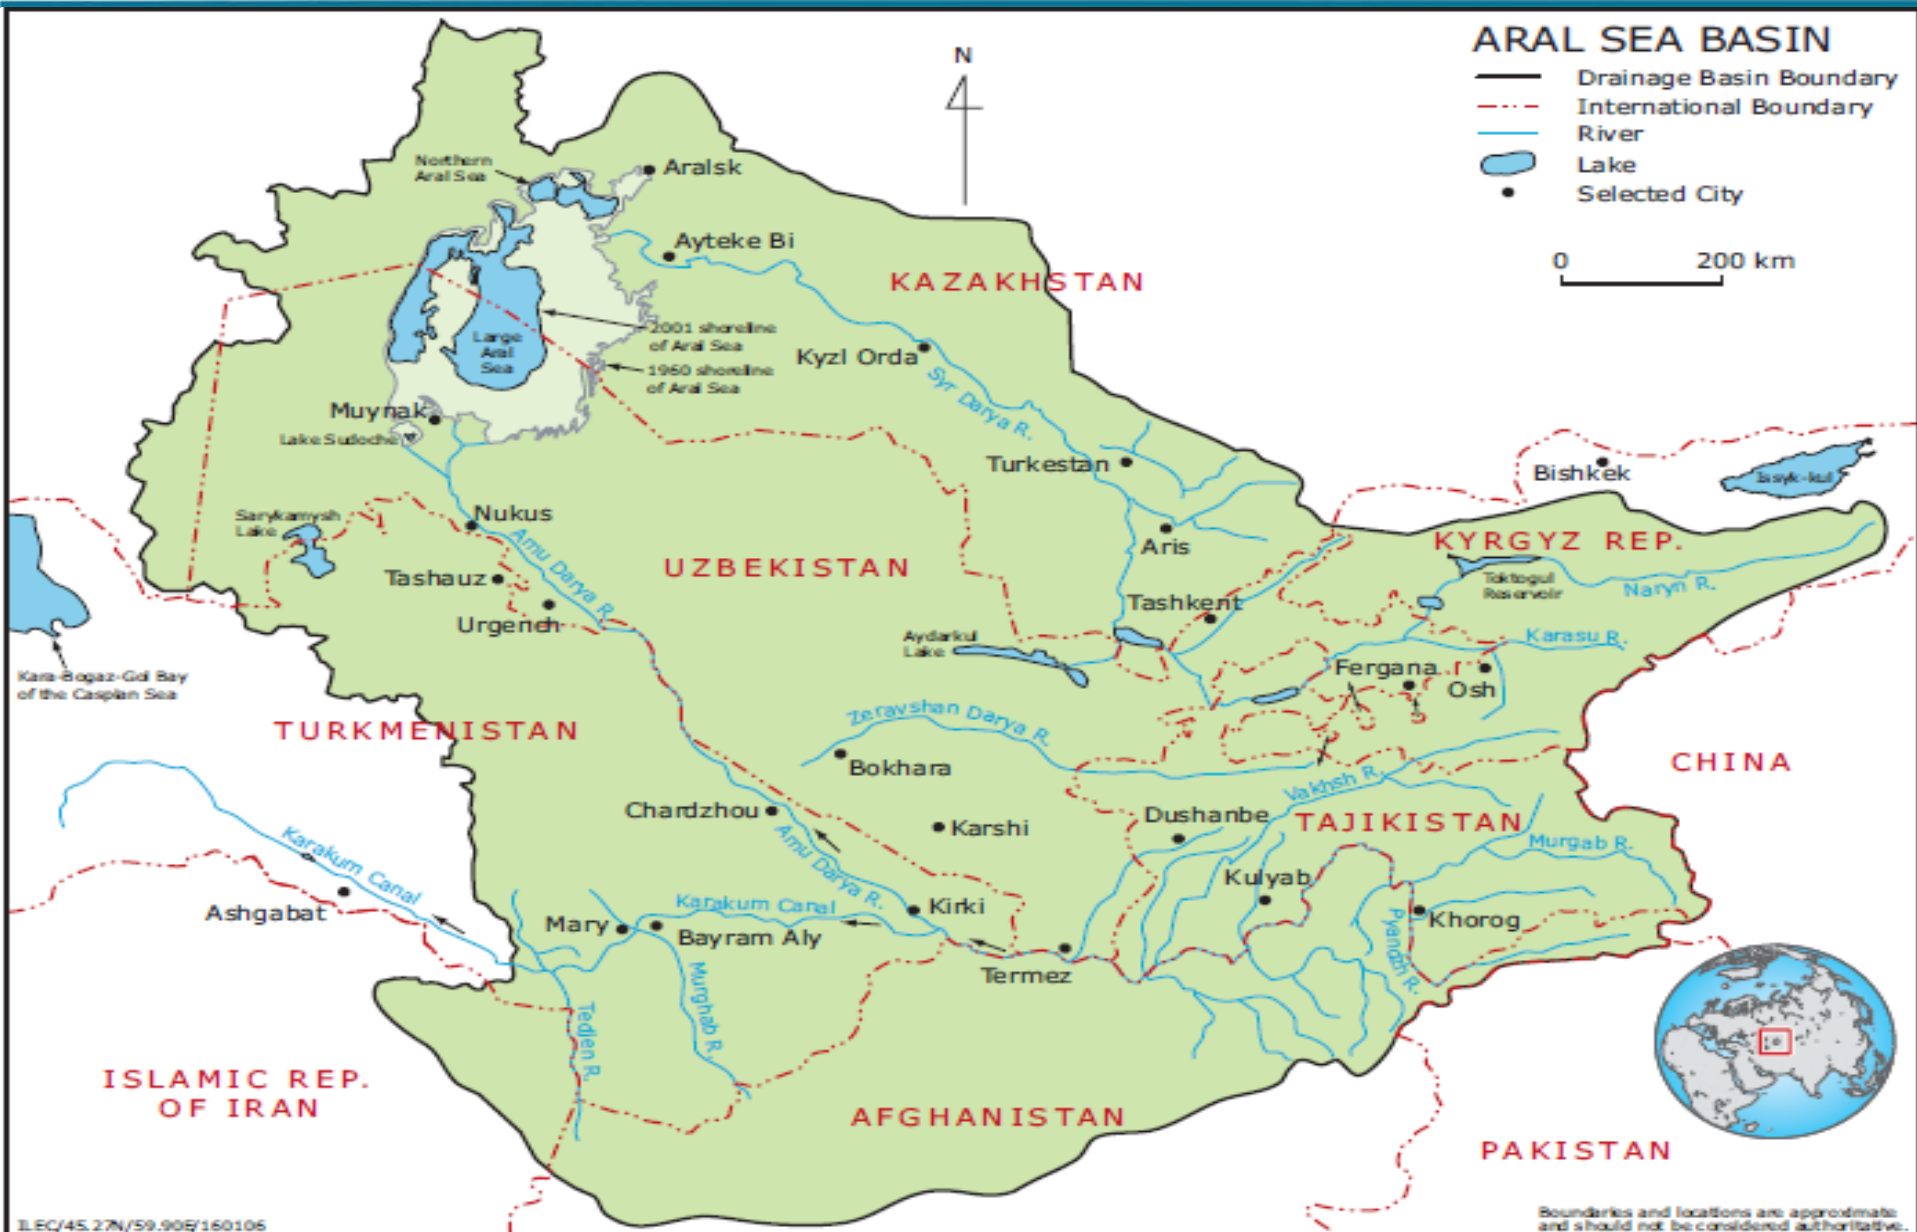 ARAL SEA BASIN
Drainage Basin Boundary
International Boundary
River
Lake
Selected City
0 200 km
N
Northern
Aral Sea
Aralsk
Ayteke Bi
KAZAKHSTAN
2001 shoreline
of Aral Sea
Large
Aral
Sea
Kyzl Orda
1960 shoreline
of Aral Sea
Syr Darya R.
Muynak
Lake Sudoche
Turkestan
Bishkek
Issyk-kul
Sarykamysh
Lake
Nukus
Amu Darya R.
UZBEKISTAN
Aris
KYRGYZ REP.
Tashauz
Toktogul
Reservoir
Naryn R.
Urgench
Tashkent
Aydarkul
Lake
Karasu R.
Fergana
Osh
Kara-Bogaz-Gol Bay
of the Caspian Sea
TURKMENISTAN
Zeravshan Darya R.
Bokhara
CHINA
Vakhsh R.
Chardzhou
Karshi
Dushanbe
TAJIKISTAN
Amu Darya R.
Murgab R.
Karakum Canal
Kulyab
Ashgabat
Karakum Canal
Kirki
Khorog
Mary
Bayram Aly
Pyandzh R.
Termez
Murghab R.
Tedjen R.
ISLAMIC REP.
OF IRAN
AFGHANISTAN
PAKISTAN
ILEC/45.27N/59.90E/160106
Boundaries and locations are approximate
and should not be considered authoritative.